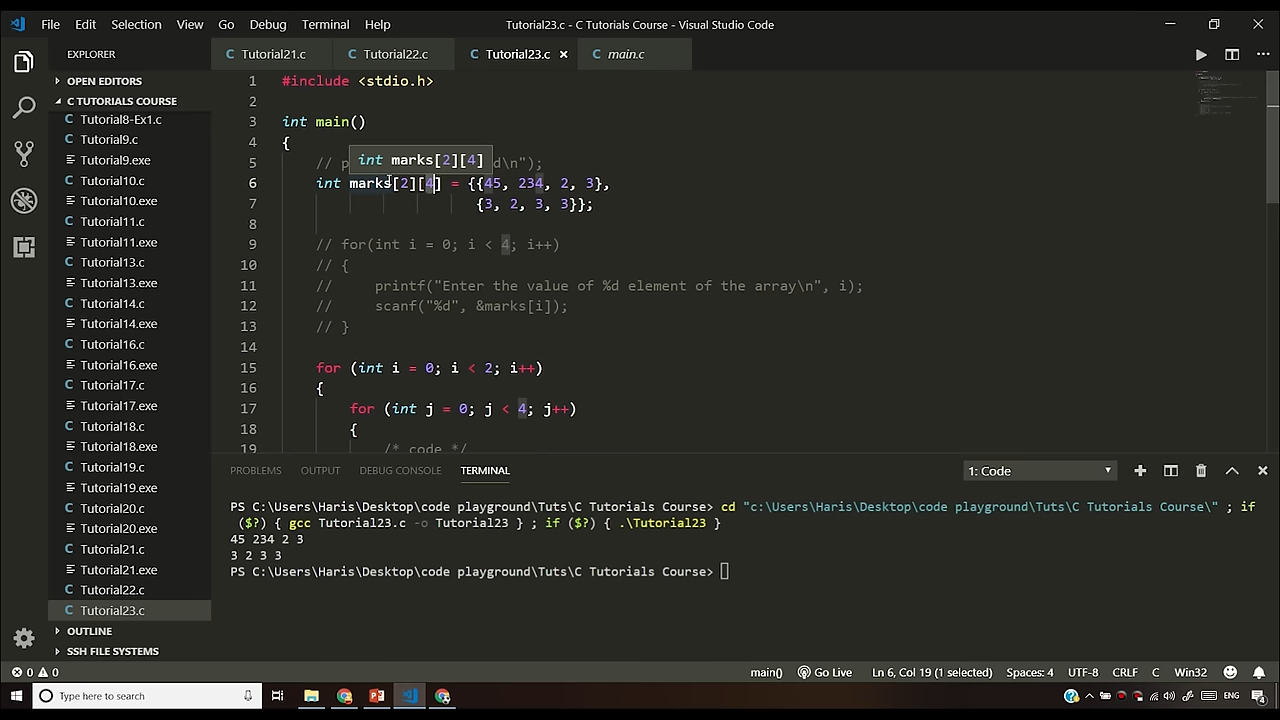 File Edit Selection View Go Debug Terminal Help
Tutorial23.c - C Tutorials Course - Visual Studio Code
EXPLORER
C Tutorial21.c
C Tutorial22.c
C Tutorial23.c
C main.c
OPEN EDITORS
C TUTORIALS COURSE
C Tutorial8-Ex1.c
C Tutorial9.c
Tutorial9.exe
C Tutorial10.c
Tutorial10.exe
C Tutorial11.c
Tutorial11.exe
C Tutorial13.c
Tutorial13.exe
C Tutorial14.c
Tutorial14.exe
C Tutorial16.c
Tutorial16.exe
C Tutorial17.c
Tutorial17.exe
C Tutorial18.c
Tutorial18.exe
C Tutorial19.c
Tutorial19.exe
C Tutorial20.c
Tutorial20.exe
C Tutorial21.c
Tutorial21.exe
C Tutorial22.c
C Tutorial23.c
OUTLINE
SSH FILE SYSTEMS
1 #include <stdio.h>
2
3 int main()
4 {
int marks[2][4]
5 // p d\n");
6 int marks[2][4] = {{45, 234, 2, 3},
7 {3, 2, 3, 3}};
8
9 // for(int i = 0; i < 4; i++)
10 // {
11 // printf("Enter the value of %d element of the array\n", i);
12 // scanf("%d", &marks[i]);
13 // }
14
15 for (int i = 0; i < 2; i++)
16 {
17 for (int j = 0; j < 4; j++)
18 {
19 /* code */
PROBLEMS OUTPUT DEBUG CONSOLE TERMINAL
1: Code
PS C:\Users\Haris\Desktop\code playground\Tuts\C Tutorials Course> cd "c:\Users\Haris\Desktop\code playground\Tuts\C Tutorials Course\" ; if
($?) { gcc Tutorial23.c -o Tutorial23 } ; if ($?) { .\Tutorial23 }
45 234 2 3
3 2 3 3
PS C:\Users\Haris\Desktop\code playground\Tuts\C Tutorials Course>
0 0
main() Go Live Ln 6, Col 19 (1 selected) Spaces: 4 UTF-8 CRLF C Win32
Type here to search
ENG
4